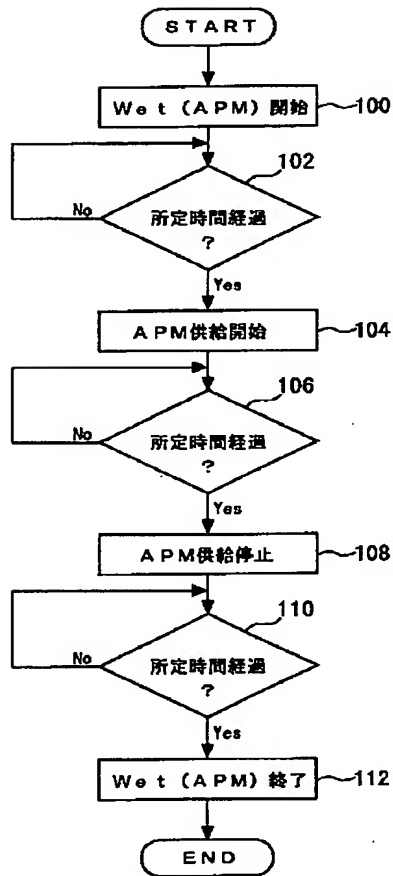 START
Wet (APM) 開始
100
102
所定時間経過
?
No
Yes
APM供給開始
104
106
所定時間経過
?
No
Yes
APM供給停止
108
110
所定時間経過
?
No
Yes
Wet (APM) 終了
112
END